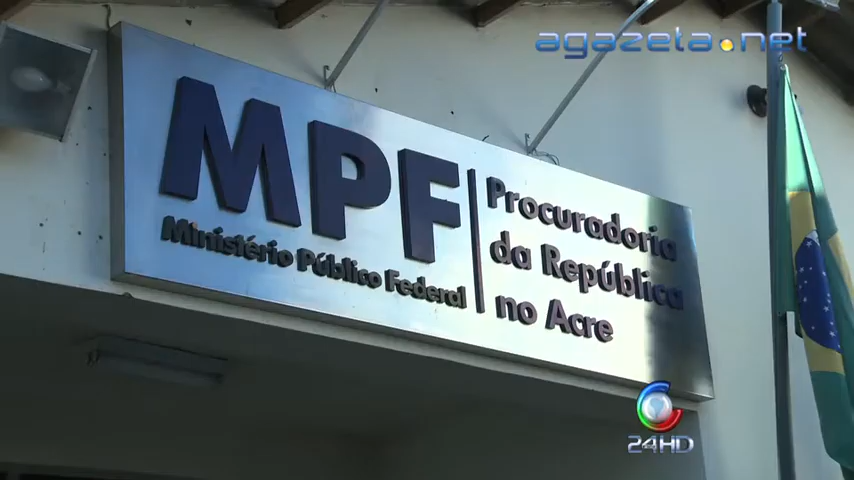 agazeta.net
MPF
Ministério Público Federal
Procuradoria
da República
no Acre
24HD